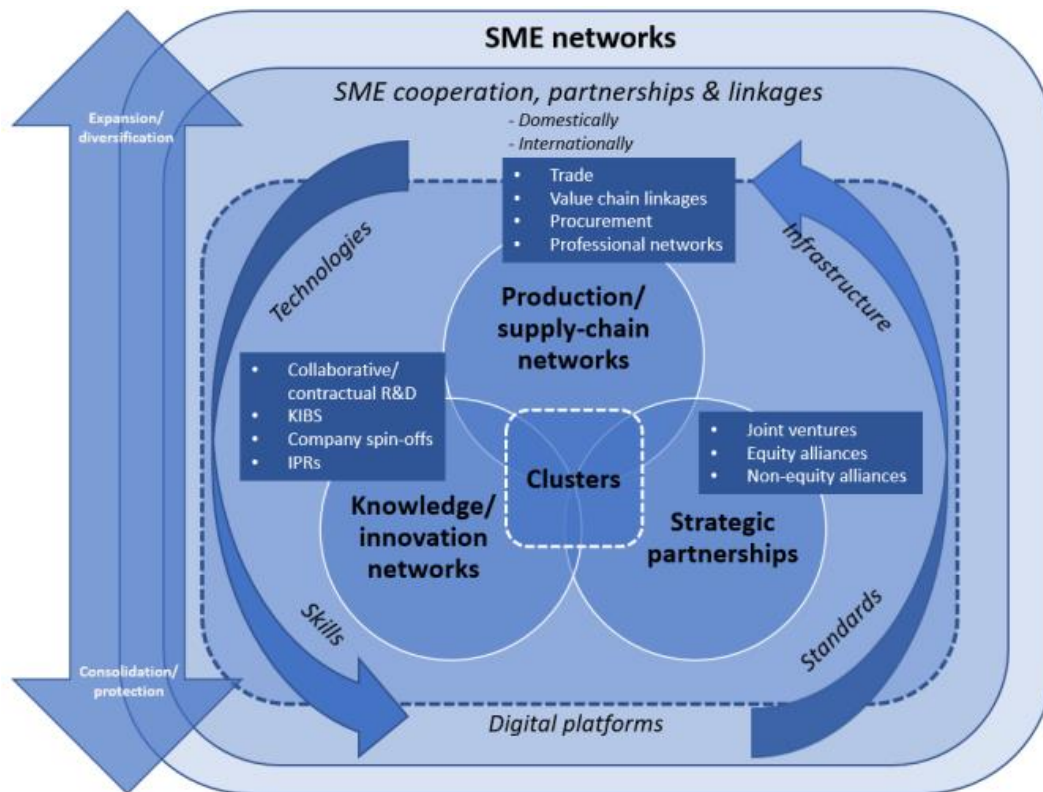 SME networks
SME cooperation, partnerships & linkages
- Domestically
- Internationally
Expansion/
diversification
• Trade
• Value chain linkages
• Procurement
• Professional networks
Technologies
Infrastructure
Production/
supply-chain
networks
• Collaborative/
contractual R&D
• KIBS
• Company spin-offs
• IPRs
• Joint ventures
• Equity alliances
• Non-equity alliances
Clusters
Knowledge/
innovation
networks
Strategic
partnerships
Skills
Standards
Consolidation/
protection
Digital platforms